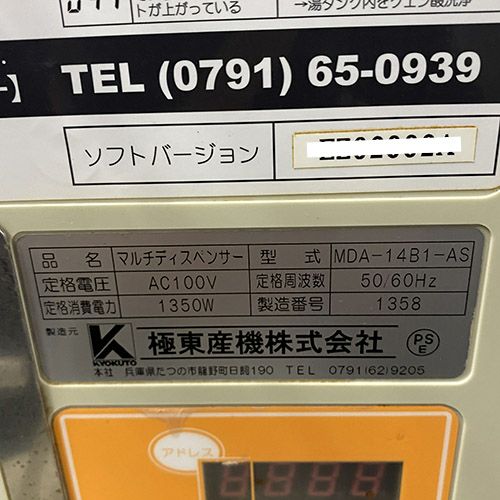 トが上がっている
→湯タンク内をクエン酸洗浄
TEL (0791) 65-0939
ソフトバージョン
品名 マルチディスペンサー 型式 MDA-14B1-AS
定格電圧 AC100V 定格周波数 50/60Hz
定格消費電力 1350W 製造番号 1358
製造元 KYOKUTO 極東産機株式会社 PSE
本社 兵庫県たつの市龍野町日飼190 TEL 0791(62)9205
アドレス